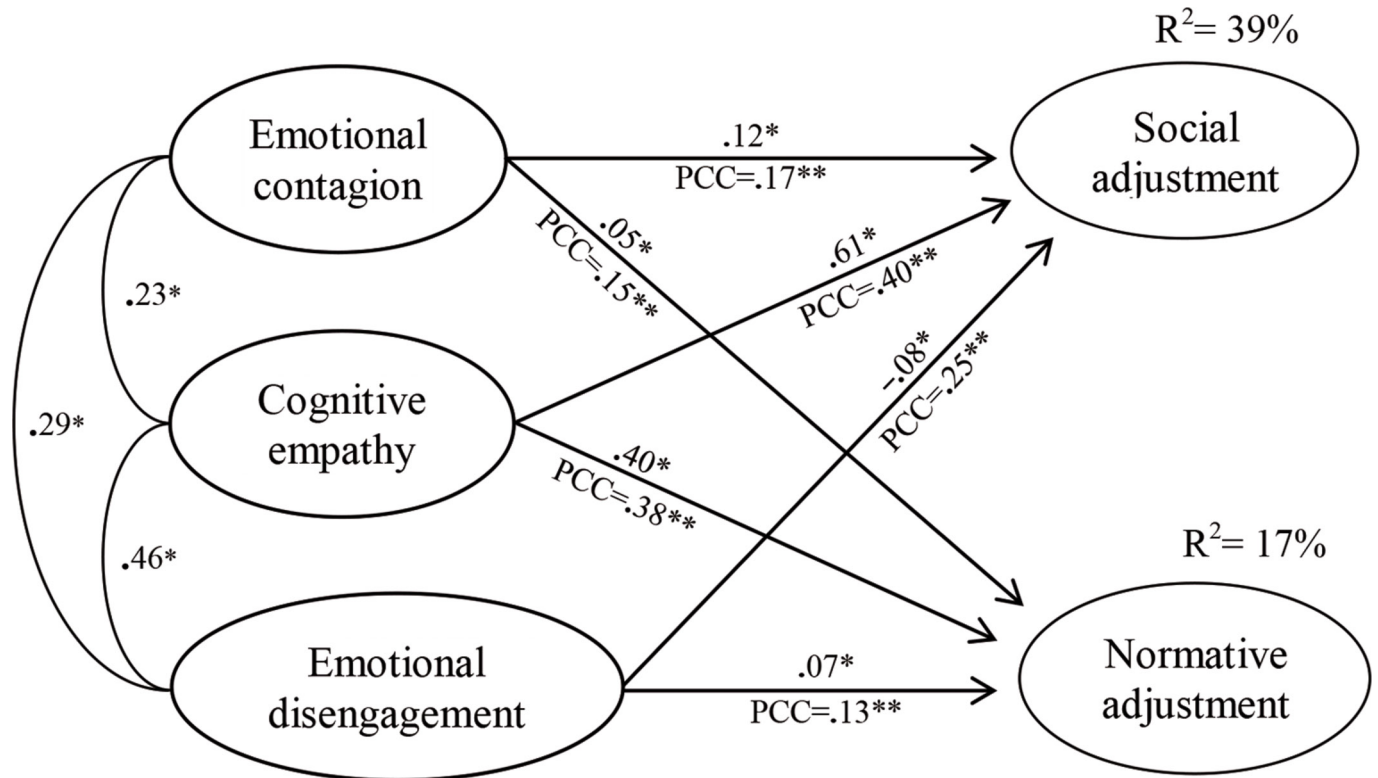 R²= 39%
Emotional
contagion
Social
adjustment
.12*
PCC=.17**
.05*
PCC=.15**
.61*
PCC=.40**
.23*
-.08*
PCC=.25**
Cognitive
empathy
.29*
.40*
PCC=.38**
.46*
R²= 17%
Emotional
disengagement
.07*
PCC=.13**
Normative
adjustment